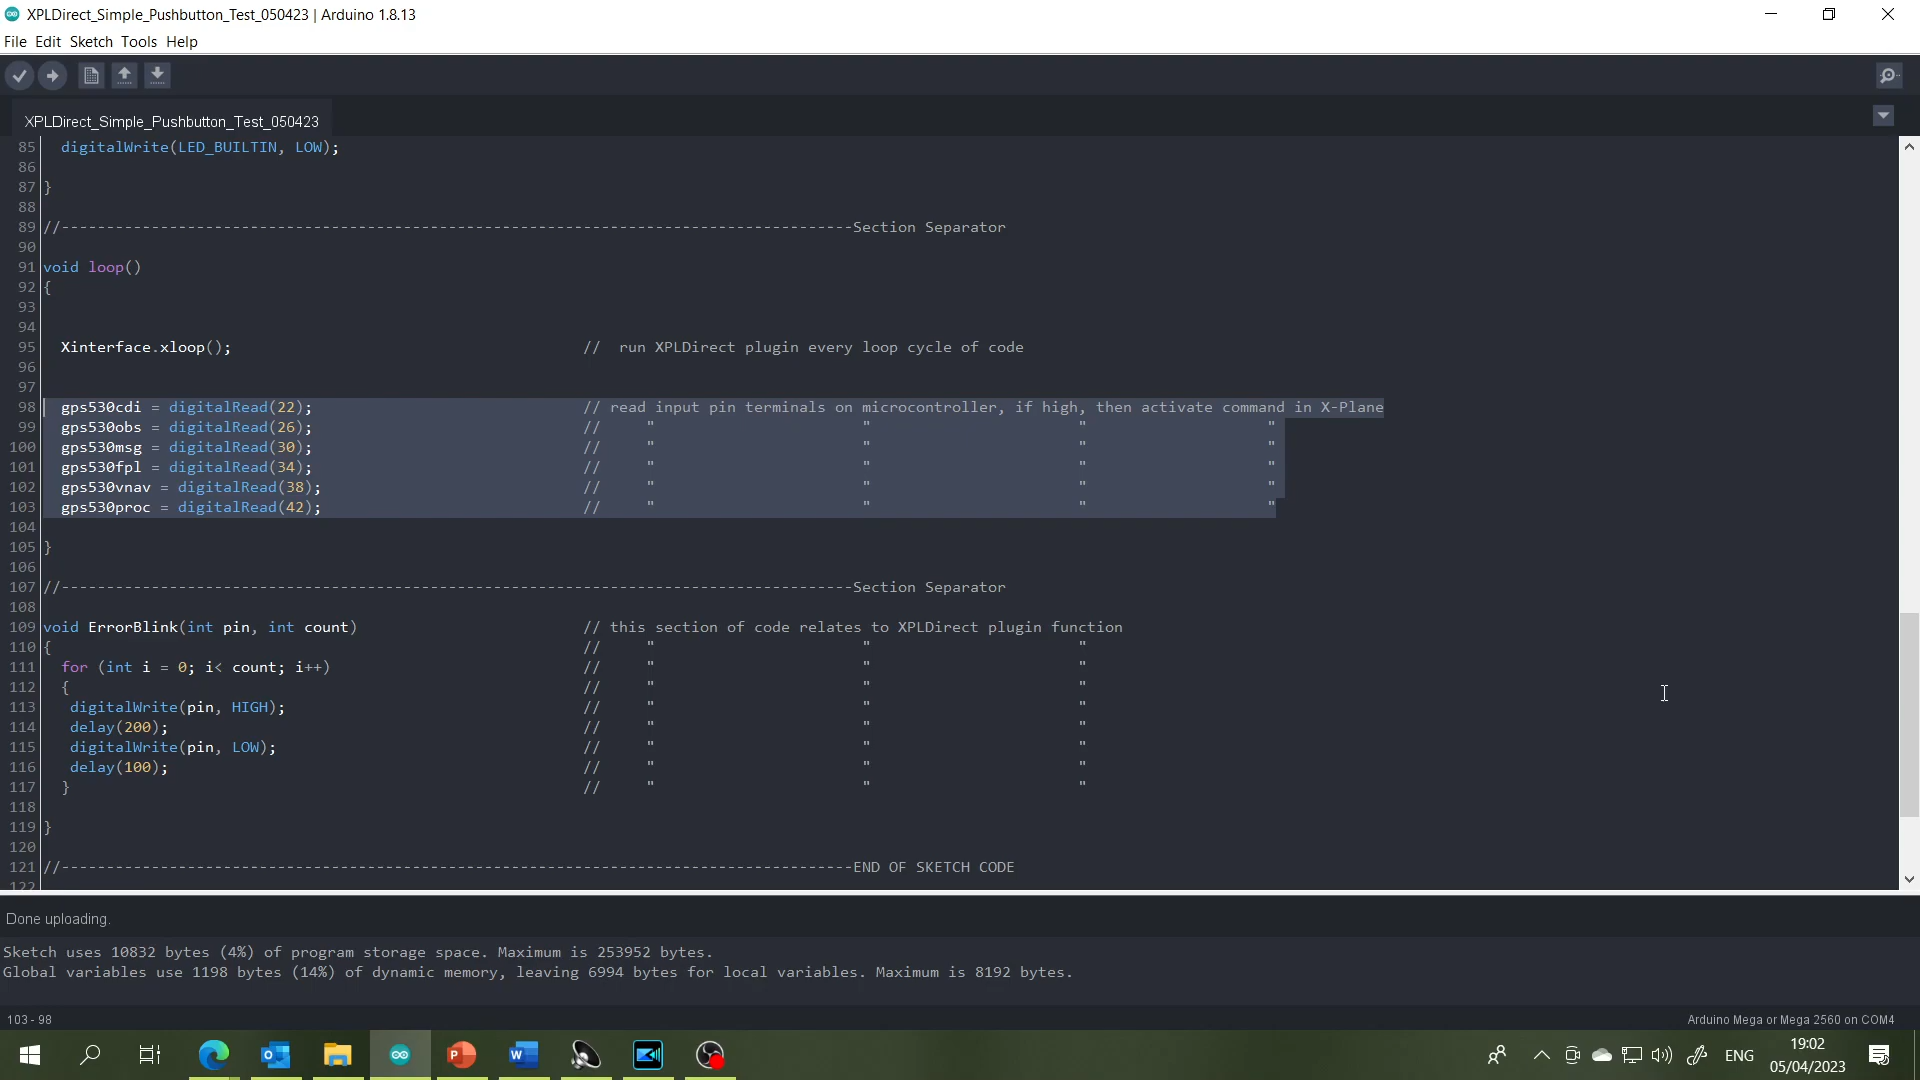 XPLDirect_Simple_Pushbutton_Test_050423 | Arduino 1.8.13
File Edit Sketch Tools Help
XPLDirect_Simple_Pushbutton_Test_050423
85 digitalWrite(LED_BUILTIN, LOW);
86
87 }
88
89 //----------------------------------------------------------------------------------------Section Separator
90
91 void loop()
92 {
93
94
95 Xinterface.xloop(); // run XPLDirect plugin every loop cycle of code
96
97
98 gps530cdi = digitalRead(22); // read input pin terminals on microcontroller, if high, then activate command in X-Plane
99 gps530obs = digitalRead(26); // " " " "
100 gps530msg = digitalRead(30); // " " " "
101 gps530fpl = digitalRead(34); // " " " "
102 gps530vnav = digitalRead(38); // " " " "
103 gps530proc = digitalRead(42); // " " " "
104
105 }
106
107 //----------------------------------------------------------------------------------------Section Separator
108
109 void ErrorBlink(int pin, int count) // this section of code relates to XPLDirect plugin function
110 { // " " "
111 for (int i = 0; i< count; i++) // " " "
112 { // " " "
113 digitalWrite(pin, HIGH); // " " "
114 delay(200); // " " "
115 digitalWrite(pin, LOW); // " " "
116 delay(100); // " " "
117 } // " " "
118
119 }
120
121 //----------------------------------------------------------------------------------------END OF SKETCH CODE
122
Done uploading.
Sketch uses 10832 bytes (4%) of program storage space. Maximum is 253952 bytes.
Global variables use 1198 bytes (14%) of dynamic memory, leaving 6994 bytes for local variables. Maximum is 8192 bytes.
103 - 98 Arduino Mega or Mega 2560 on COM4
ENG 19:02
05/04/2023